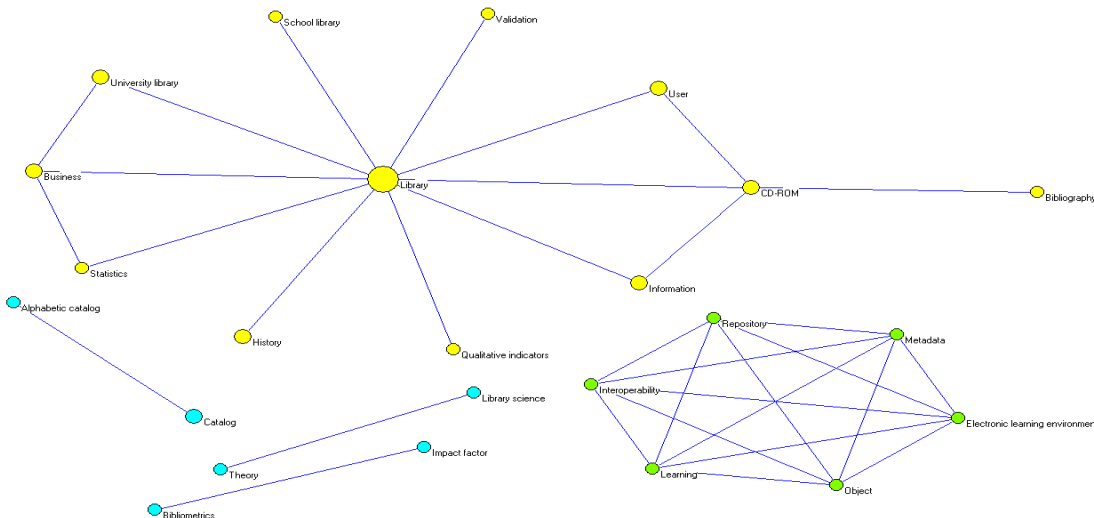 School library
Validation
University library
User
Business
Library
CD-ROM
Bibliography
Statistics
Information
Alphabetic catalog
Repository
History
Metadata
Qualitative indicators
Interoperability
Library science
Catalog
Electronic learning environment
Impact factor
Theory
Learning
Object
Bibliometrics